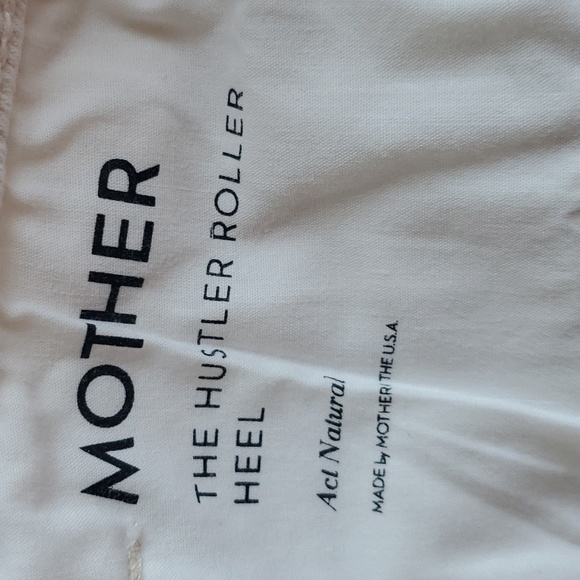 MOTHER
THE HUSTLER ROLLER
HEEL
Act Natural
MADE by MOTHER THE U.S.A.